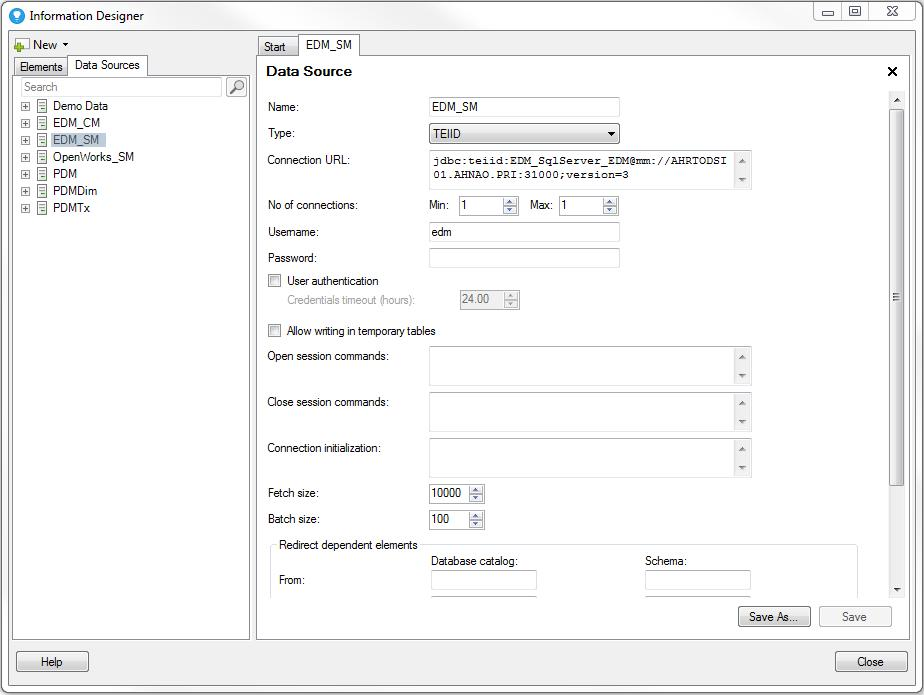 Information Designer
New
Elements
Data Sources
Search
Demo Data
EDM_CM
EDM_SM
OpenWorks_SM
PDM
PDMDim
PDMTx
Start
EDM_SM
Data Source
Name:
EDM_SM
Type:
TEIID
Connection URL:
jdbc:teiid:EDM_SqlServer_EDM@mm://AHRTODSI
01.AHNAO.PRI:31000;version=3
No of connections:
Min:
1
Max:
1
Username:
edm
Password:
User authentication
Credentials timeout (hours):
24.00
Allow writing in temporary tables
Open session commands:
Close session commands:
Connection initialization:
Fetch size:
10000
Batch size:
100
Redirect dependent elements
Database catalog:
Schema:
From:
Save As...
Save
Help
Close